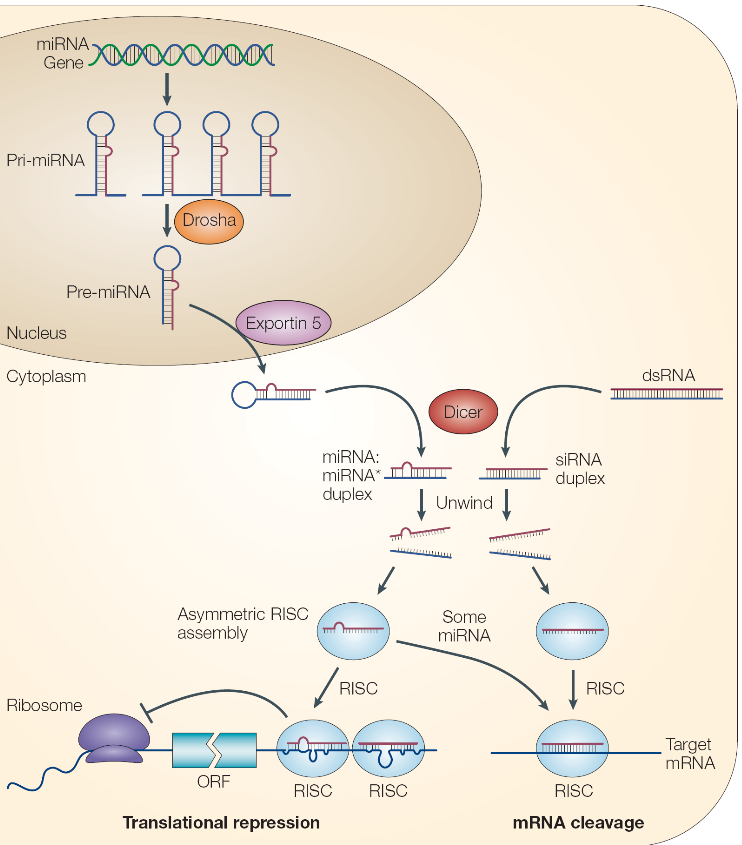 miRNA
Gene
Pri-miRNA
Drosha
Pre-miRNA
Exportin 5
Nucleus
Cytoplasm
dsRNA
Dicer
miRNA:
miRNA*
duplex
siRNA
duplex
Unwind
Asymmetric RISC
assembly
Some
miRNA
RISC
RISC
Ribosome
ORF
Target
mRNA
RISC
RISC
RISC
Translational repression
mRNA cleavage